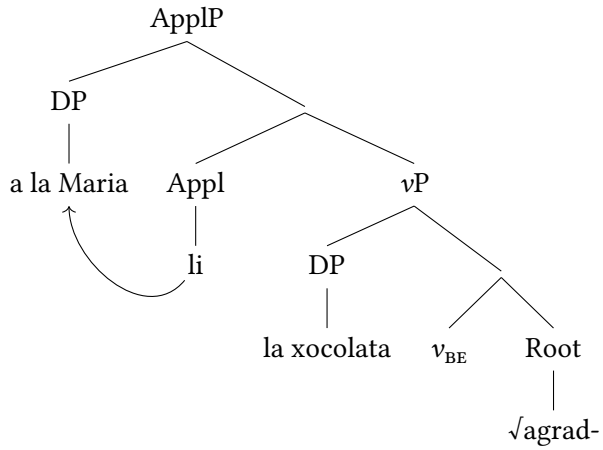 ApplP
DP
a la Maria Appl vP
li DP
la xocolata vBE Root
√agrad-